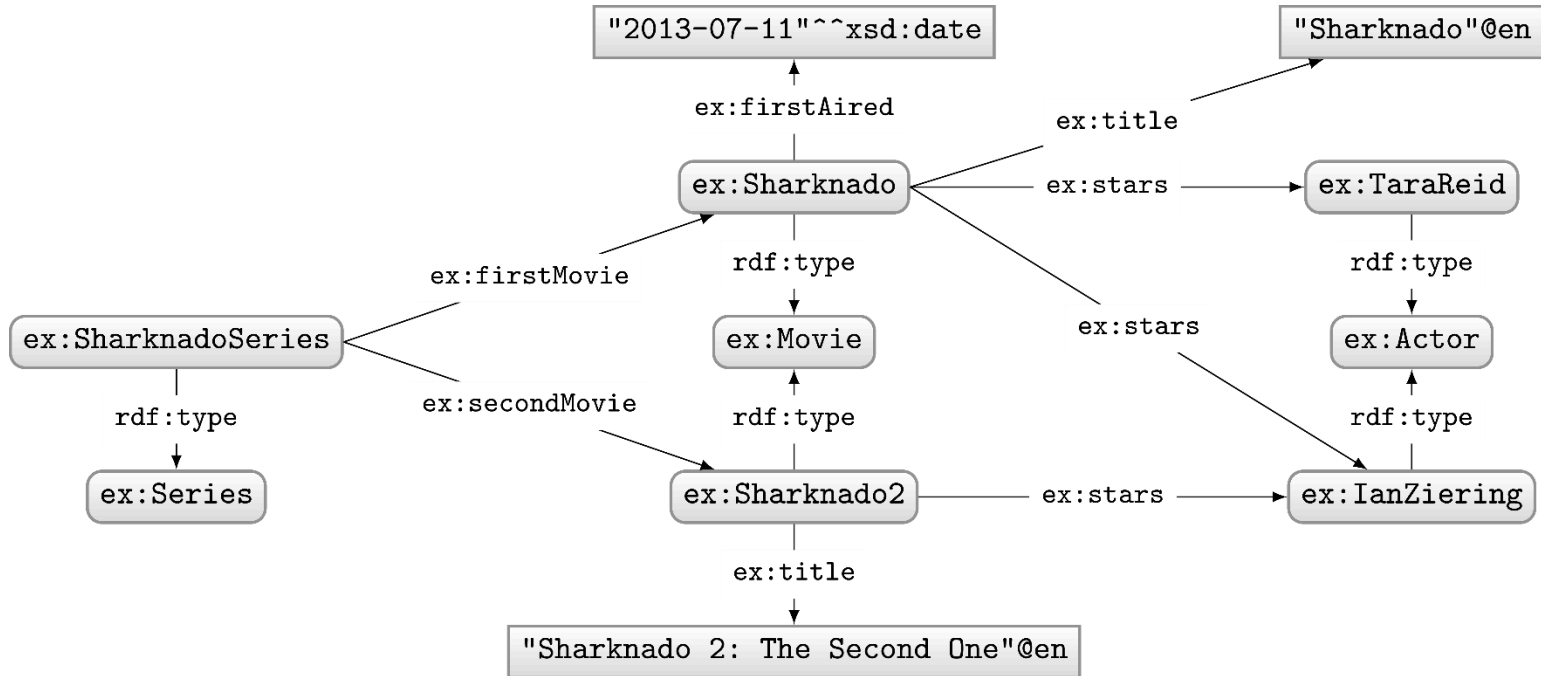 "2013-07-11"^^xsd:date
"Sharknado"@en
ex:firstAired
ex:title
ex:Sharknado
ex:stars
ex:TaraReid
ex:firstMovie
rdf:type
rdf:type
ex:SharknadoSeries
ex:Movie
ex:stars
ex:Actor
rdf:type
ex:secondMovie
rdf:type
rdf:type
ex:Series
ex:Sharknado2
ex:stars
ex:IanZiering
ex:title
"Sharknado 2: The Second One"@en